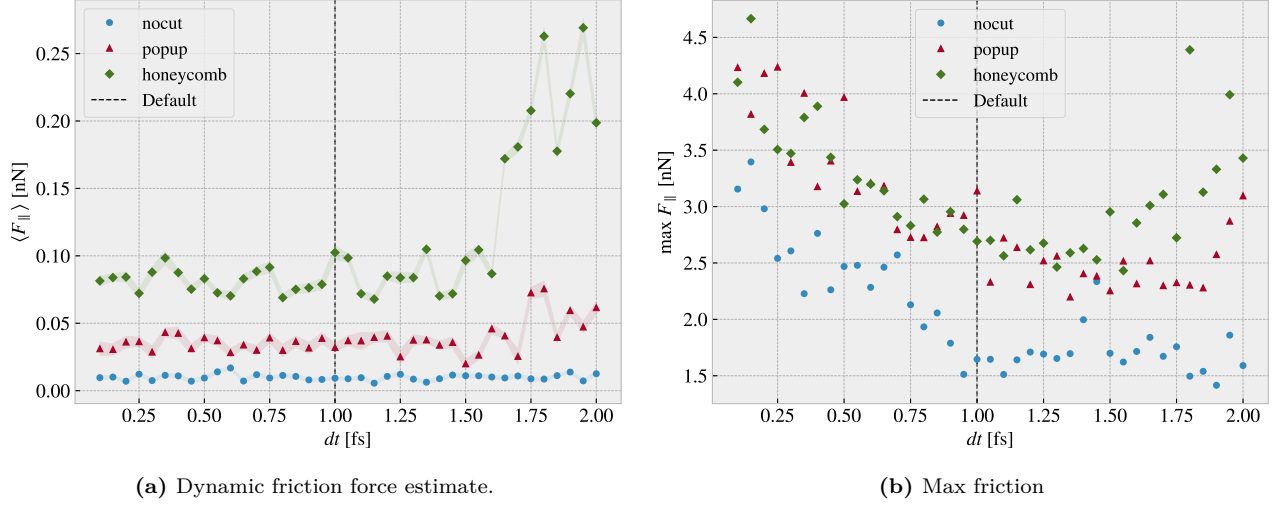 nocut
popup
honeycomb
Default
0.25
0.20
0.15
0.10
0.05
0.00
⟨F∥⟩ [nN]
0.25 0.50 0.75 1.00 1.25 1.50 1.75 2.00
dt [fs]
(a) Dynamic friction force estimate.
nocut
popup
honeycomb
Default
4.5
4.0
3.5
3.0
2.5
2.0
1.5
max F∥ [nN]
0.25 0.50 0.75 1.00 1.25 1.50 1.75 2.00
dt [fs]
(b) Max friction